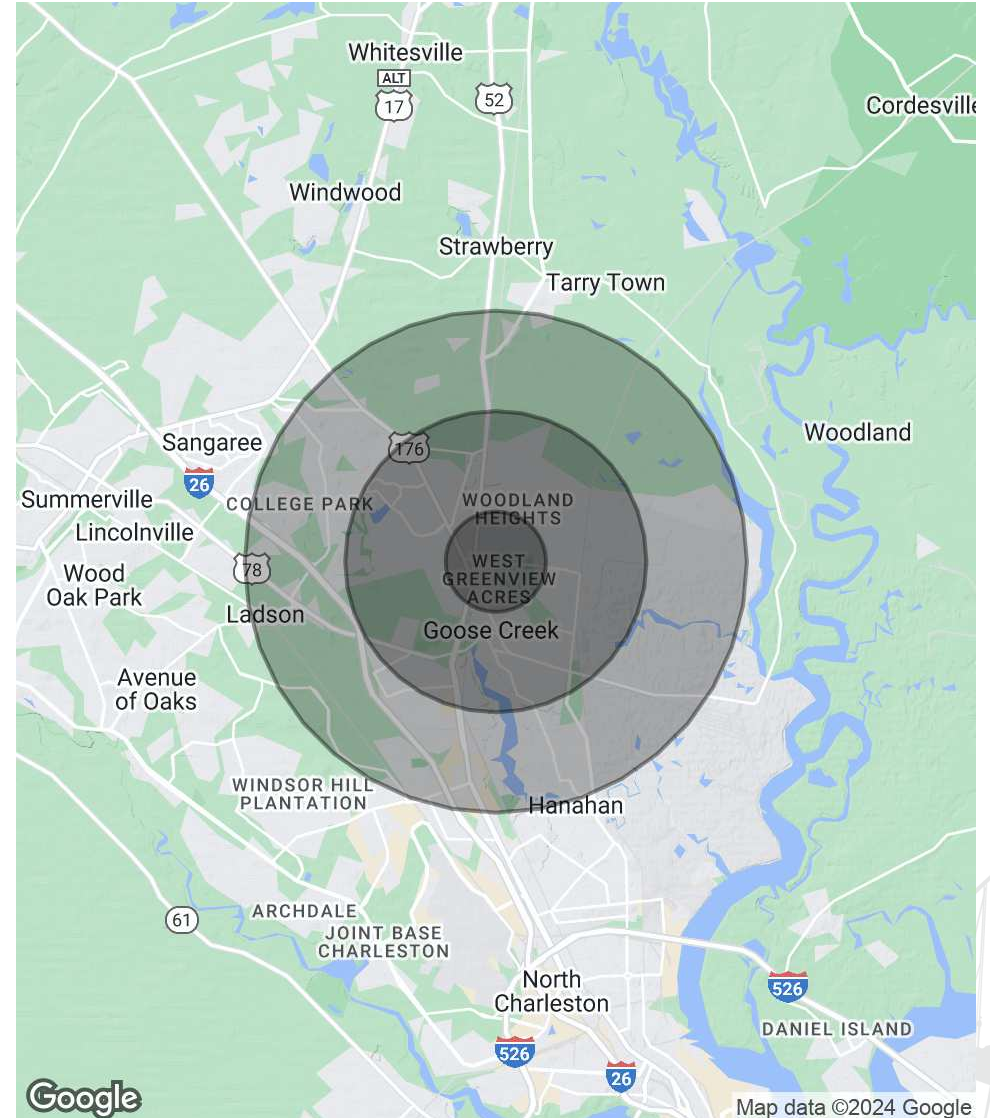 Whitesville
ALT
17
52
Cordesville
Windwood
Strawberry
Tarry Town
Woodland
176
Sangaree
26
Summerville
COLLEGE PARK
WOODLAND
HEIGHTS
Lincolnville
78
WEST
GREENVIEW
ACRES
Wood
Oak Park
Ladson
Goose Creek
Avenue
of Oaks
WINDSOR HILL
PLANTATION
Hanahan
61
ARCHDALE
JOINT BASE
CHARLESTON
North
Charleston
526
DANIEL ISLAND
526
26
Google
Map data ©2024 Google